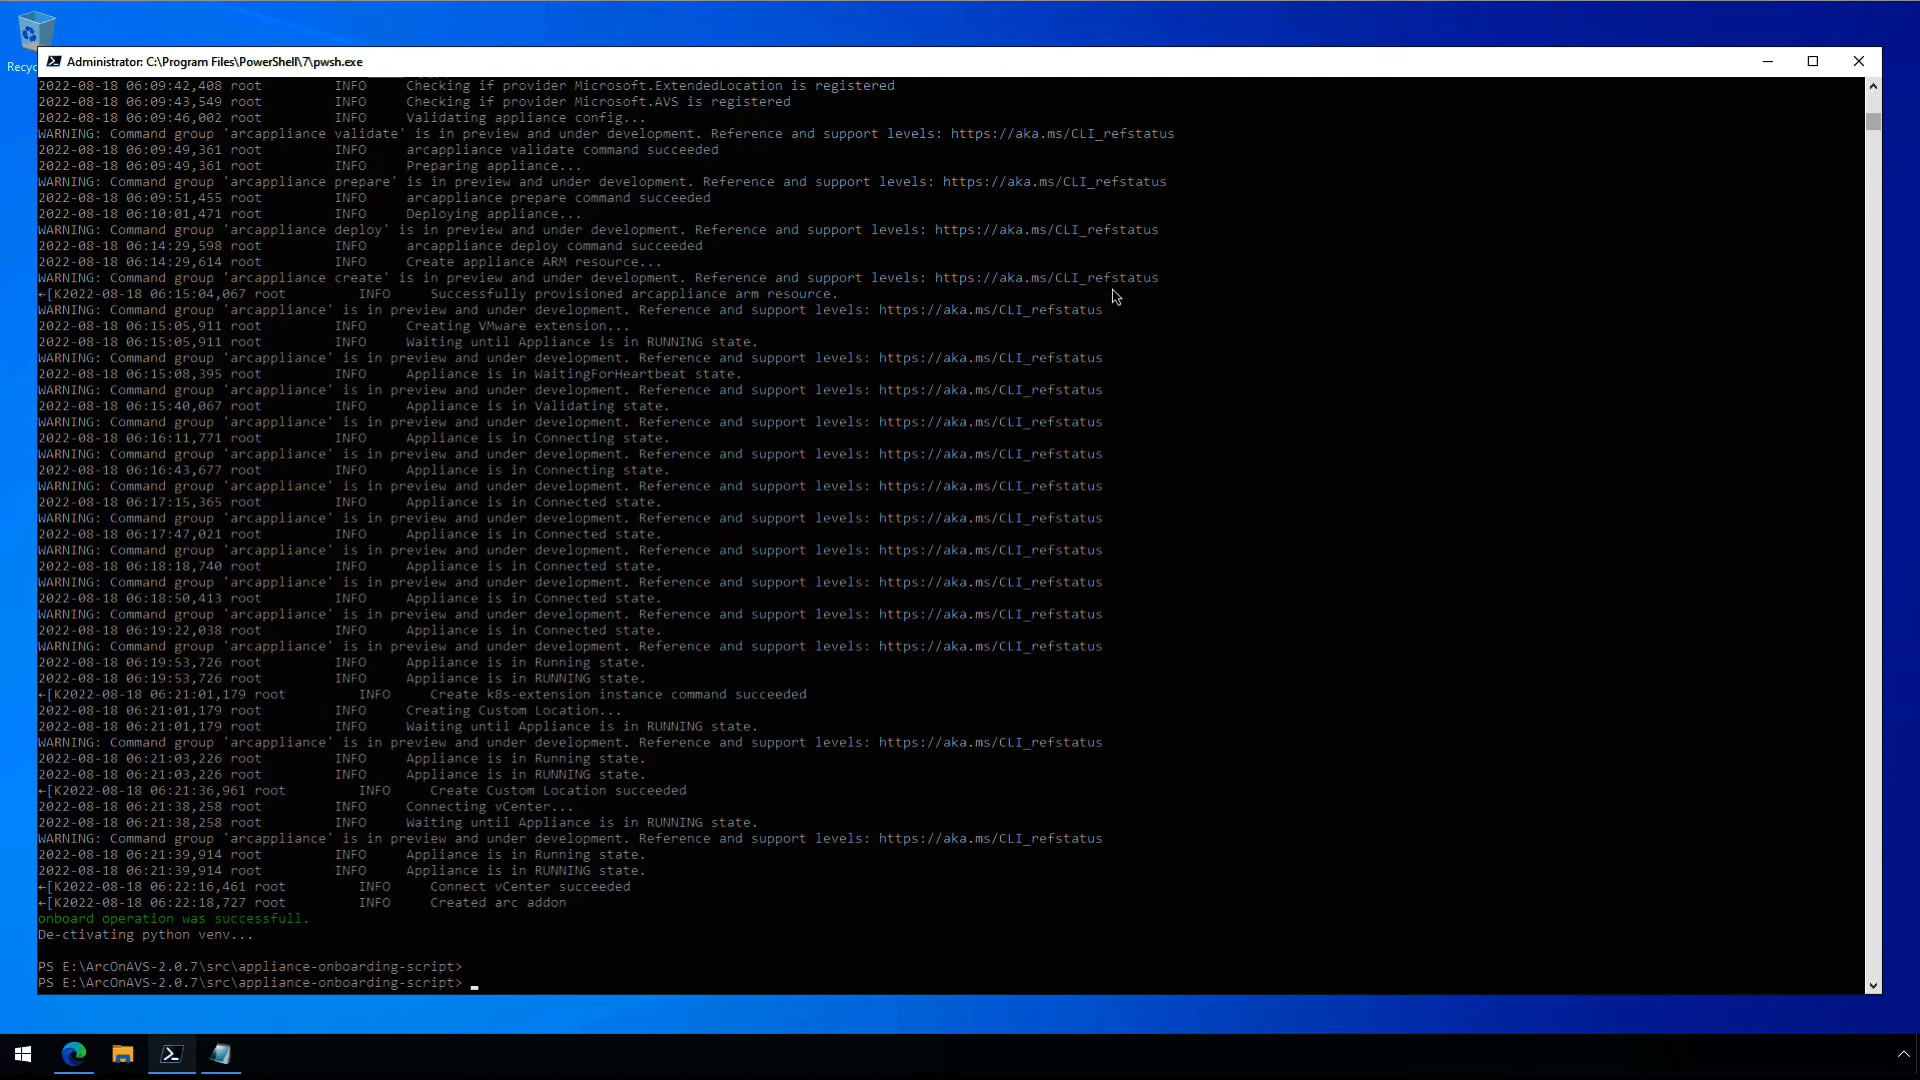 Recyc
Administrator: C:\Program Files\PowerShell\7\pwsh.exe
2022-08-18 06:09:42,408 root         INFO     Checking if provider Microsoft.ExtendedLocation is registered
2022-08-18 06:09:43,549 root         INFO     Checking if provider Microsoft.AVS is registered
2022-08-18 06:09:46,002 root         INFO     Validating appliance config...
WARNING: Command group 'arcappliance validate' is in preview and under development. Reference and support levels: https://aka.ms/CLI_refstatus
2022-08-18 06:09:49,361 root         INFO     arcappliance validate command succeeded
2022-08-18 06:09:49,361 root         INFO     Preparing appliance...
WARNING: Command group 'arcappliance prepare' is in preview and under development. Reference and support levels: https://aka.ms/CLI_refstatus
2022-08-18 06:09:51,455 root         INFO     arcappliance prepare command succeeded
2022-08-18 06:10:01,471 root         INFO     Deploying appliance...
WARNING: Command group 'arcappliance deploy' is in preview and under development. Reference and support levels: https://aka.ms/CLI_refstatus
2022-08-18 06:14:29,598 root         INFO     arcappliance deploy command succeeded
2022-08-18 06:14:29,614 root         INFO     Create appliance ARM resource...
WARNING: Command group 'arcappliance create' is in preview and under development. Reference and support levels: https://aka.ms/CLI_refstatus
←[K2022-08-18 06:15:04,067 root         INFO     Successfully provisioned arcappliance arm resource.
WARNING: Command group 'arcappliance' is in preview and under development. Reference and support levels: https://aka.ms/CLI_refstatus
2022-08-18 06:15:05,911 root         INFO     Creating VMware extension...
2022-08-18 06:15:05,911 root         INFO     Waiting until Appliance is in RUNNING state.
WARNING: Command group 'arcappliance' is in preview and under development. Reference and support levels: https://aka.ms/CLI_refstatus
2022-08-18 06:15:08,395 root         INFO     Appliance is in WaitingForHeartbeat state.
WARNING: Command group 'arcappliance' is in preview and under development. Reference and support levels: https://aka.ms/CLI_refstatus
2022-08-18 06:15:40,067 root         INFO     Appliance is in Validating state.
WARNING: Command group 'arcappliance' is in preview and under development. Reference and support levels: https://aka.ms/CLI_refstatus
2022-08-18 06:16:11,771 root         INFO     Appliance is in Connecting state.
WARNING: Command group 'arcappliance' is in preview and under development. Reference and support levels: https://aka.ms/CLI_refstatus
2022-08-18 06:16:43,677 root         INFO     Appliance is in Connecting state.
WARNING: Command group 'arcappliance' is in preview and under development. Reference and support levels: https://aka.ms/CLI_refstatus
2022-08-18 06:17:15,365 root         INFO     Appliance is in Connected state.
WARNING: Command group 'arcappliance' is in preview and under development. Reference and support levels: https://aka.ms/CLI_refstatus
2022-08-18 06:17:47,021 root         INFO     Appliance is in Connected state.
WARNING: Command group 'arcappliance' is in preview and under development. Reference and support levels: https://aka.ms/CLI_refstatus
2022-08-18 06:18:18,740 root         INFO     Appliance is in Connected state.
WARNING: Command group 'arcappliance' is in preview and under development. Reference and support levels: https://aka.ms/CLI_refstatus
2022-08-18 06:18:50,413 root         INFO     Appliance is in Connected state.
WARNING: Command group 'arcappliance' is in preview and under development. Reference and support levels: https://aka.ms/CLI_refstatus
2022-08-18 06:19:22,038 root         INFO     Appliance is in Connected state.
WARNING: Command group 'arcappliance' is in preview and under development. Reference and support levels: https://aka.ms/CLI_refstatus
2022-08-18 06:19:53,726 root         INFO     Appliance is in Running state.
2022-08-18 06:19:53,726 root         INFO     Appliance is in RUNNING state.
←[K2022-08-18 06:21:01,179 root         INFO     Create k8s-extension instance command succeeded
2022-08-18 06:21:01,179 root         INFO     Creating Custom Location...
2022-08-18 06:21:01,179 root         INFO     Waiting until Appliance is in RUNNING state.
WARNING: Command group 'arcappliance' is in preview and under development. Reference and support levels: https://aka.ms/CLI_refstatus
2022-08-18 06:21:03,226 root         INFO     Appliance is in Running state.
2022-08-18 06:21:03,226 root         INFO     Appliance is in RUNNING state.
←[K2022-08-18 06:21:36,961 root         INFO     Create Custom Location succeeded
2022-08-18 06:21:38,258 root         INFO     Connecting vCenter...
2022-08-18 06:21:38,258 root         INFO     Waiting until Appliance is in RUNNING state.
WARNING: Command group 'arcappliance' is in preview and under development. Reference and support levels: https://aka.ms/CLI_refstatus
2022-08-18 06:21:39,914 root         INFO     Appliance is in Running state.
2022-08-18 06:21:39,914 root         INFO     Appliance is in RUNNING state.
←[K2022-08-18 06:22:16,461 root         INFO     Connect vCenter succeeded
←[K2022-08-18 06:22:18,727 root         INFO     Created arc addon
onboard operation was successfull.
De-ctivating python venv...
PS E:\ArcOnAVS-2.0.7\src\appliance-onboarding-script>
PS E:\ArcOnAVS-2.0.7\src\appliance-onboarding-script>